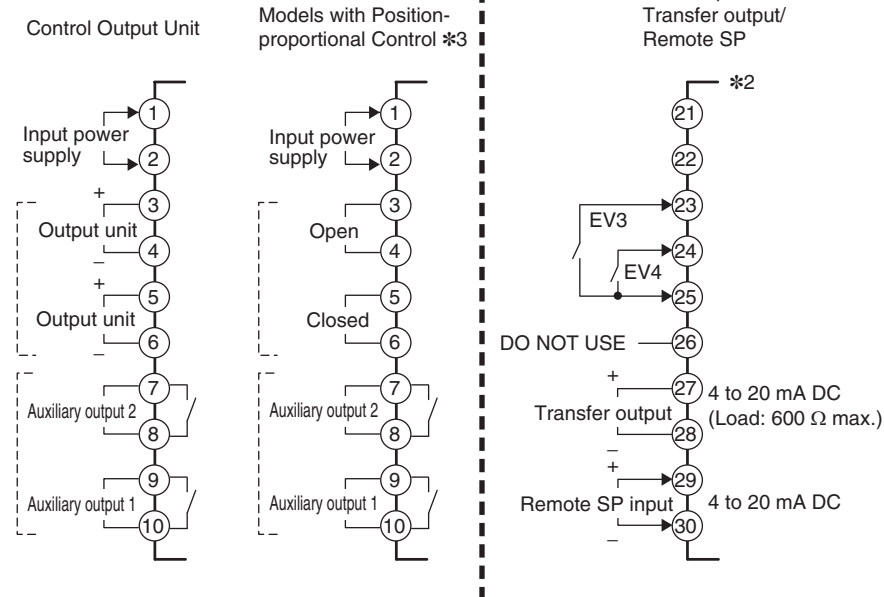 Control Output Unit
1
Input power
supply
2
+
3
Output unit
4
–
+
5
Output unit
6
–
7
Auxiliary output 2
8
9
Auxiliary output 1
10
Models with Position-
proportional Control ✽3
1
Input power
supply
2
3
Open
4
5
Closed
6
7
Auxiliary output 2
8
9
Auxiliary output 1
10
Transfer output/
Remote SP
✽2
21
22
23
EV3
24
EV4
25
DO NOT USE
26
+
27
4 to 20 mA DC
Transfer output
(Load: 600 Ω max.)
28
–
+
29
Remote SP input
4 to 20 mA DC
30
–